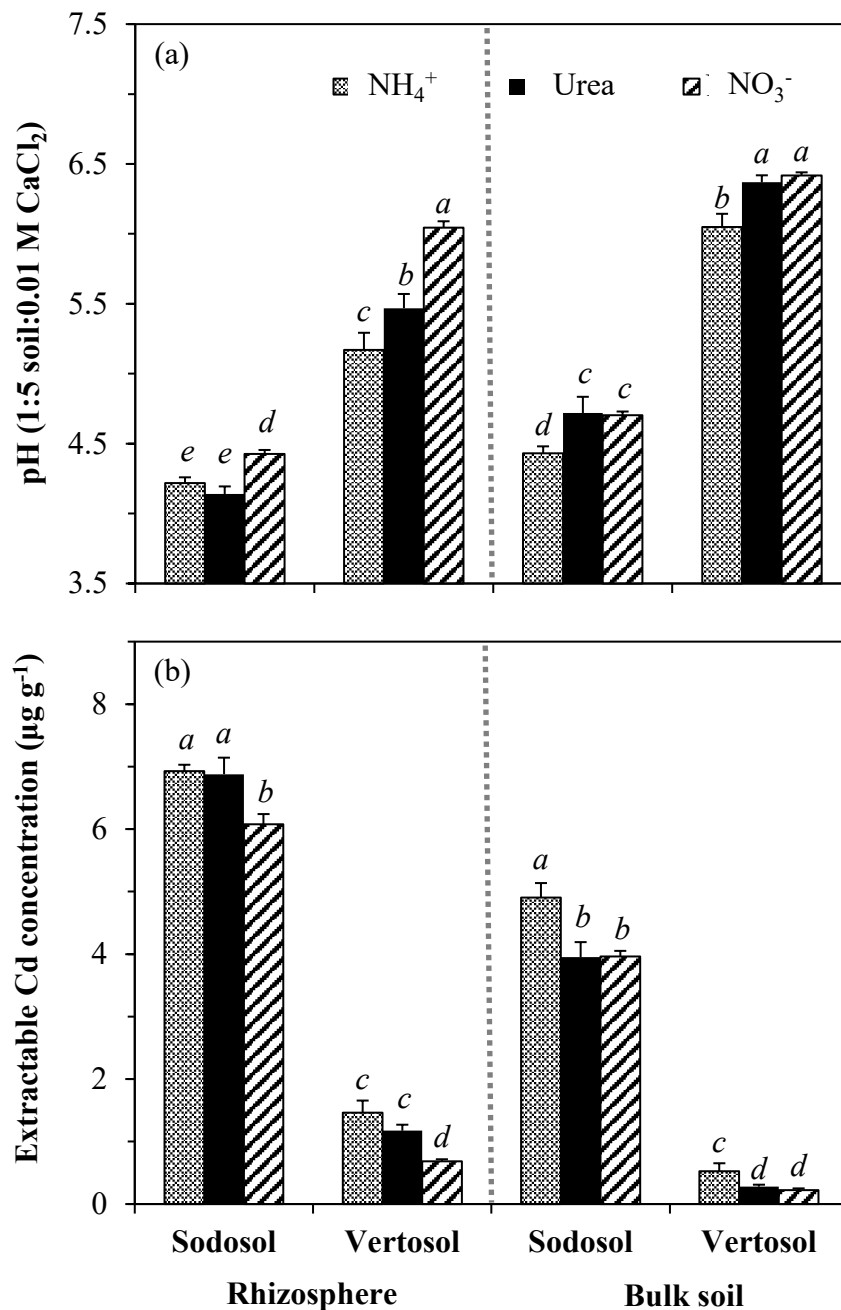 7.5
(a)
NH₄⁺ Urea NO₃⁻
6.5
5.5
4.5
3.5
pH (1:5 soil:0.01 M CaCl₂)
e e d c b a d c c b a a
(b)
8
6
4
2
0
Extractable Cd concentration (µg g⁻¹)
a a b c c d a b b c d d
Sodosol Vertosol Sodosol Vertosol
Rhizosphere Bulk soil